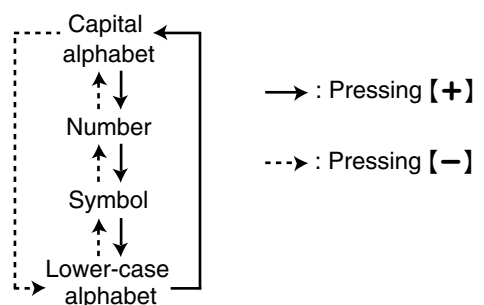 Capital
alphabet
Number
Symbol
Lower-case
alphabet
: Pressing【+】
: Pressing【−】